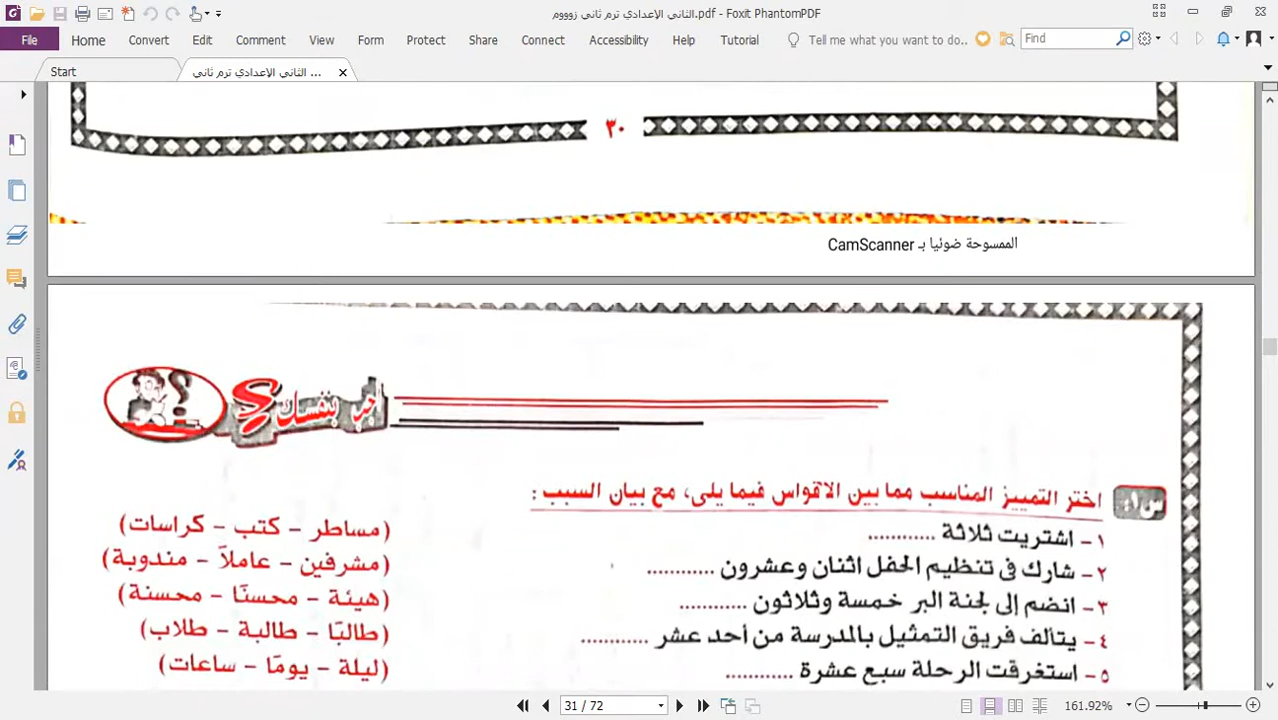 الثاني الإعدادي ترم ثاني زوووم.pdf - Foxit PhantomPDF
File Home Convert Edit Comment View Form Protect Share Connect Accessibility Help Tutorial Tell me what you want to do.. Find
Start
الثاني الإعدادي ترم ثاني ...
٣٠
الممسوحة ضوئيا بـ CamScanner
أجب بنفسك
س١: اختر التمييز المناسب مما بين الأقواس فيما يلى، مع بيان السبب :
١- اشتريت ثلاثة ............ (مساطر - كتب - كراسات)
٢- شارك فى تنظيم الحفل اثنان وعشرون ............ (مشرفين - عاملاً - مندوبة)
٣- انضم إلى لجنة البر خمسة وثلاثون ............ (هيئة - محسنًا - محسنة)
٤- يتألف فريق التمثيل بالمدرسة من أحد عشر ............ (طالبًا - طالبة - طلاب)
٥- استغرقت الرحلة سبع عشرة ............ (ليلة - يومًا - ساعات)
31 / 72
161.92%